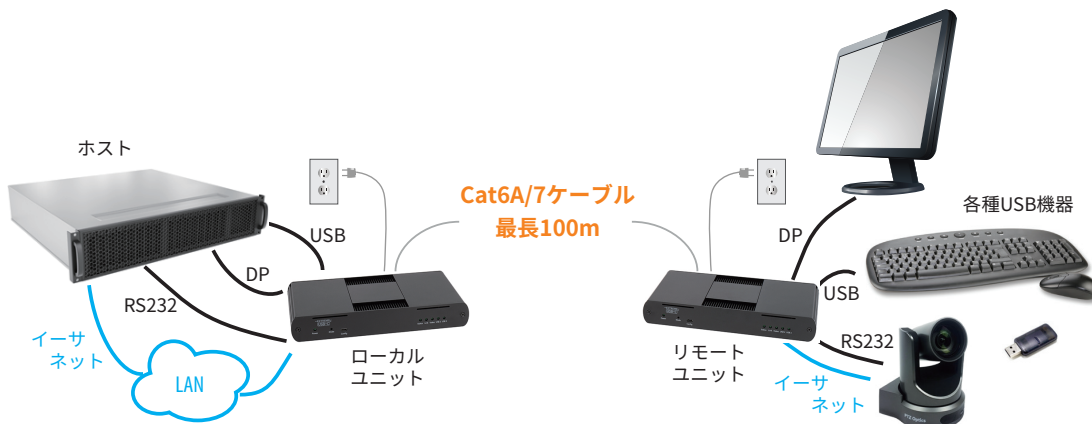 ホスト
USB
DP
RS232
イーサ
ネット
LAN
ローカル
ユニット
Cat6A/7ケーブル
最長100m
DP
各種USB機器
USB
RS232
リモート
ユニット
イーサ
ネット
PTZOptics